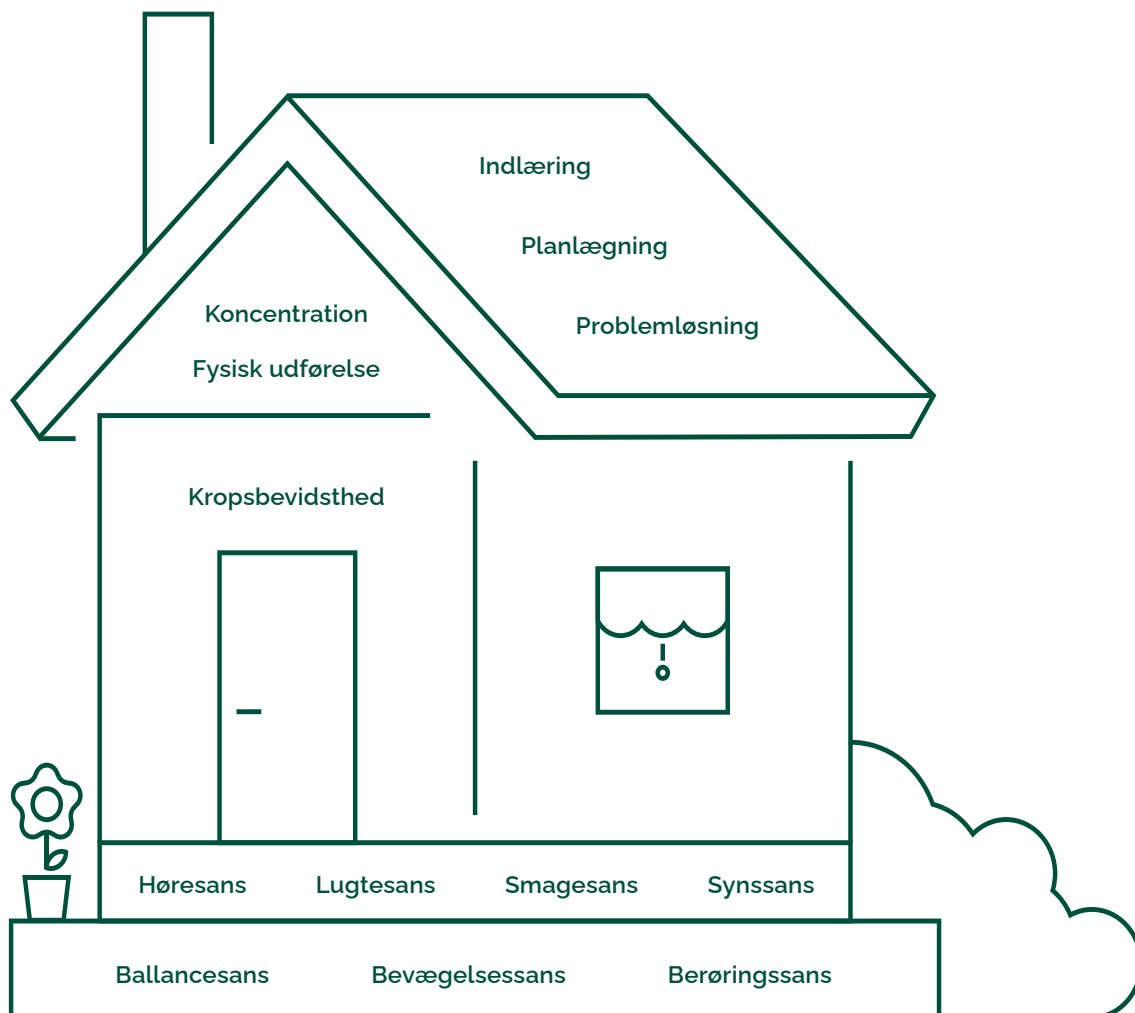 Indlæring
Planlægning
Problemløsning
Koncentration
Fysisk udførelse
Kropsbevidsthed
Høresans Lugtesans Smagesans Synssans
Ballancesans Bevægelsessans Berøringssans